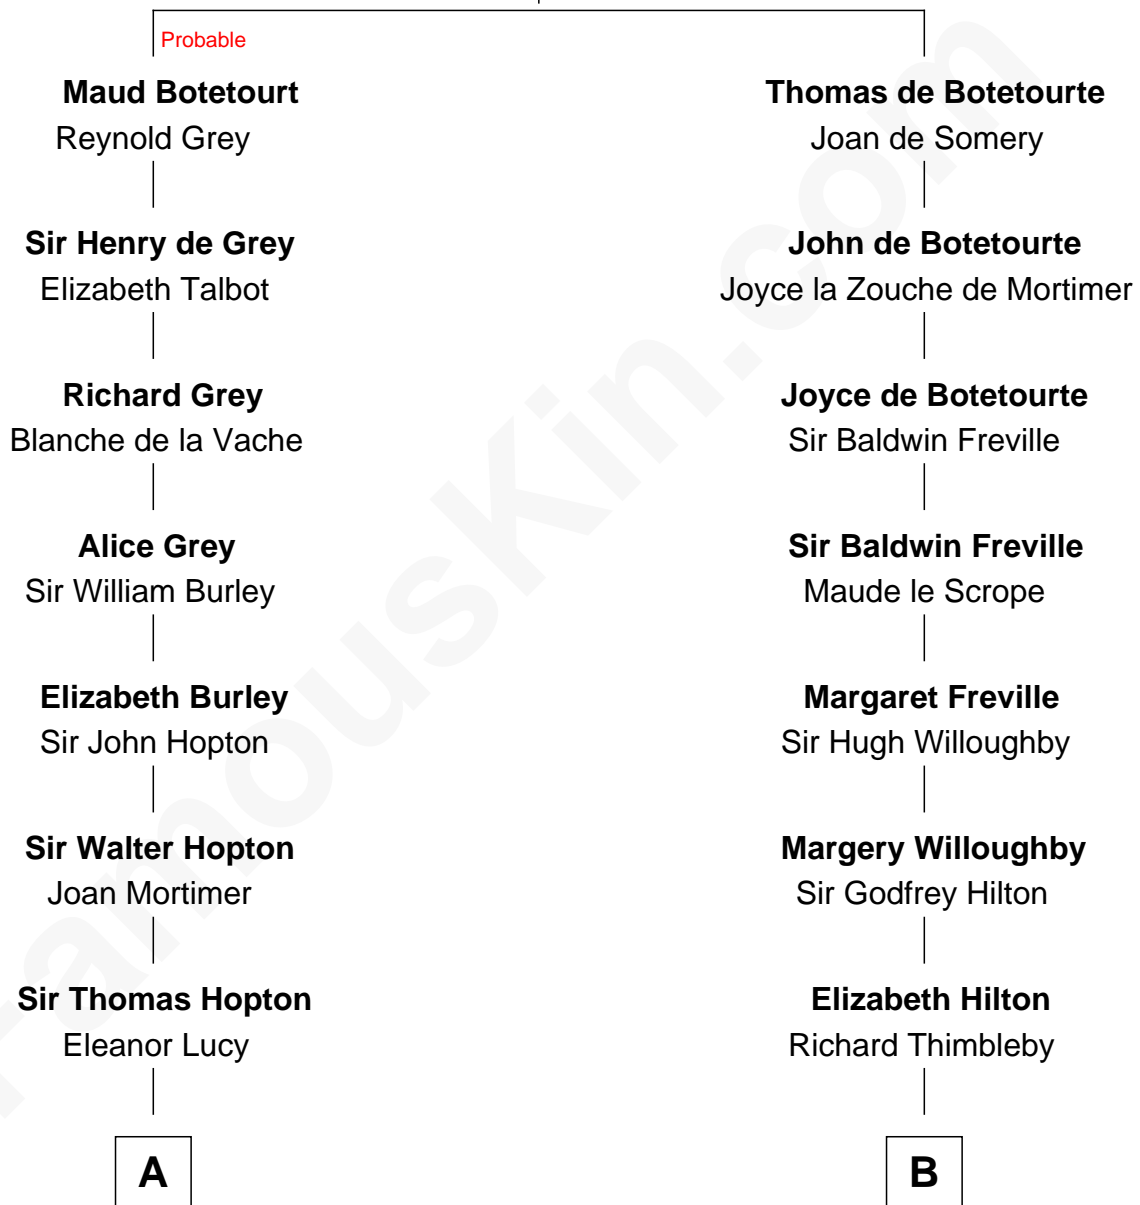 Probable
Maud Botetourt
Reynold Grey
Thomas de Botetourte
Joan de Somery
Sir Henry de Grey
Elizabeth Talbot
John de Botetourte
Joyce la Zouche de Mortimer
Richard Grey
Blanche de la Vache
Joyce de Botetourte
Sir Baldwin Freville
Alice Grey
Sir William Burley
Sir Baldwin Freville
Maude le Scrope
Elizabeth Burley
Sir John Hopton
Margaret Freville
Sir Hugh Willoughby
Sir Walter Hopton
Joan Mortimer
Margery Willoughby
Sir Godfrey Hilton
Sir Thomas Hopton
Eleanor Lucy
Elizabeth Hilton
Richard Thimbleby
A
B
FamousKin.com